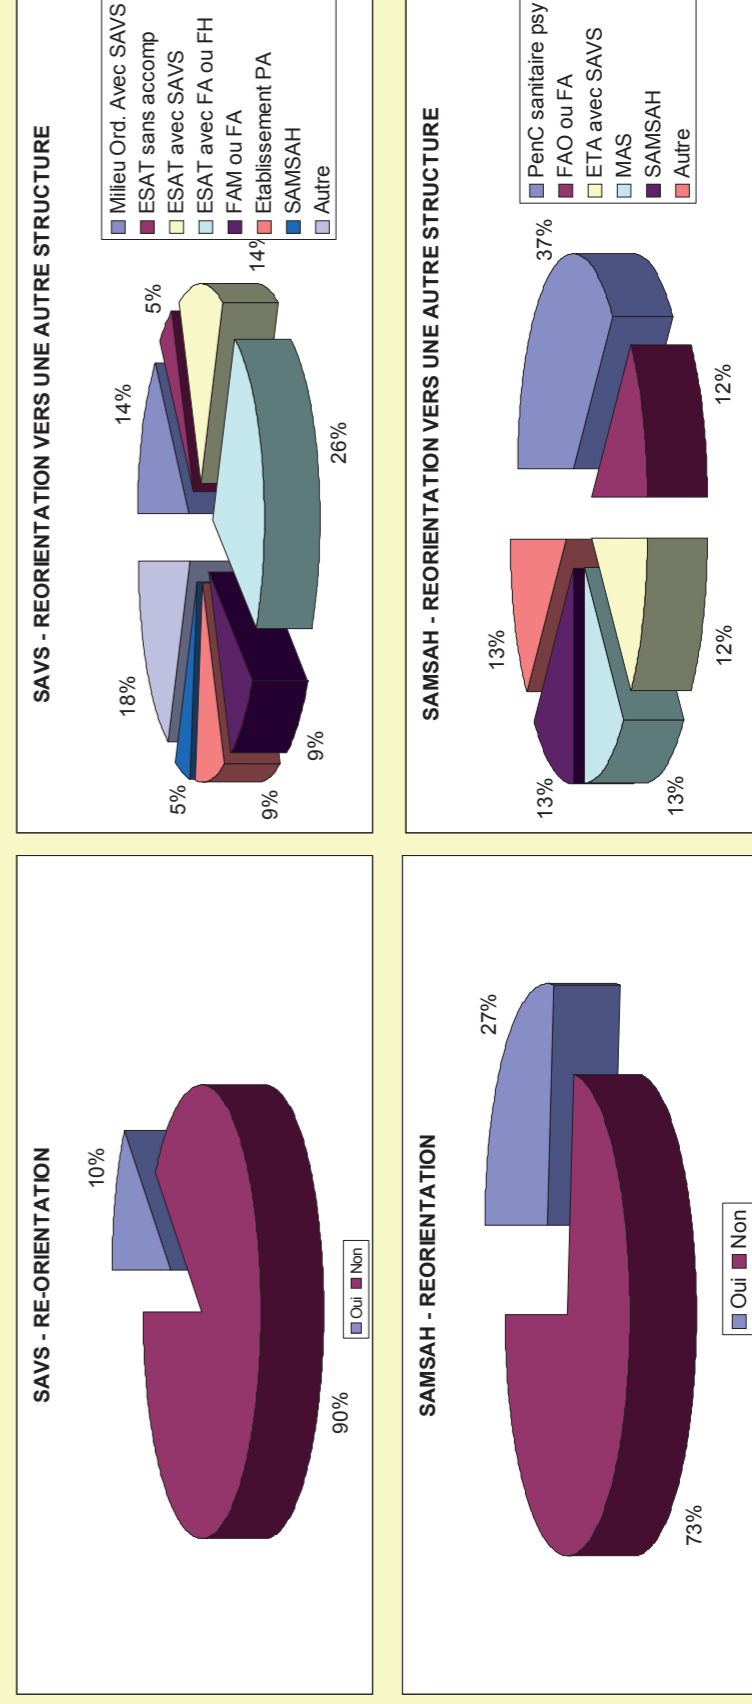 SAVS - RE-ORIENTATION
10%
90%
Oui Non
SAVS - REORIENTATION VERS UNE AUTRE STRUCTURE
14%
5%
14%
26%
9%
9%
5%
18%
Milieu Ord. Avec SAVS
ESAT sans accomp
ESAT avec SAVS
ESAT avec FA ou FH
FAM ou FA
Etablissement PA
SAMSAH
Autre
SAMSAH - REORIENTATION
27%
73%
Oui Non
SAMSAH - REORIENTATION VERS UNE AUTRE STRUCTURE
37%
12%
12%
13%
13%
13%
PenC sanitaire psy
FAO ou FA
ETA avec SAVS
MAS
SAMSAH
Autre